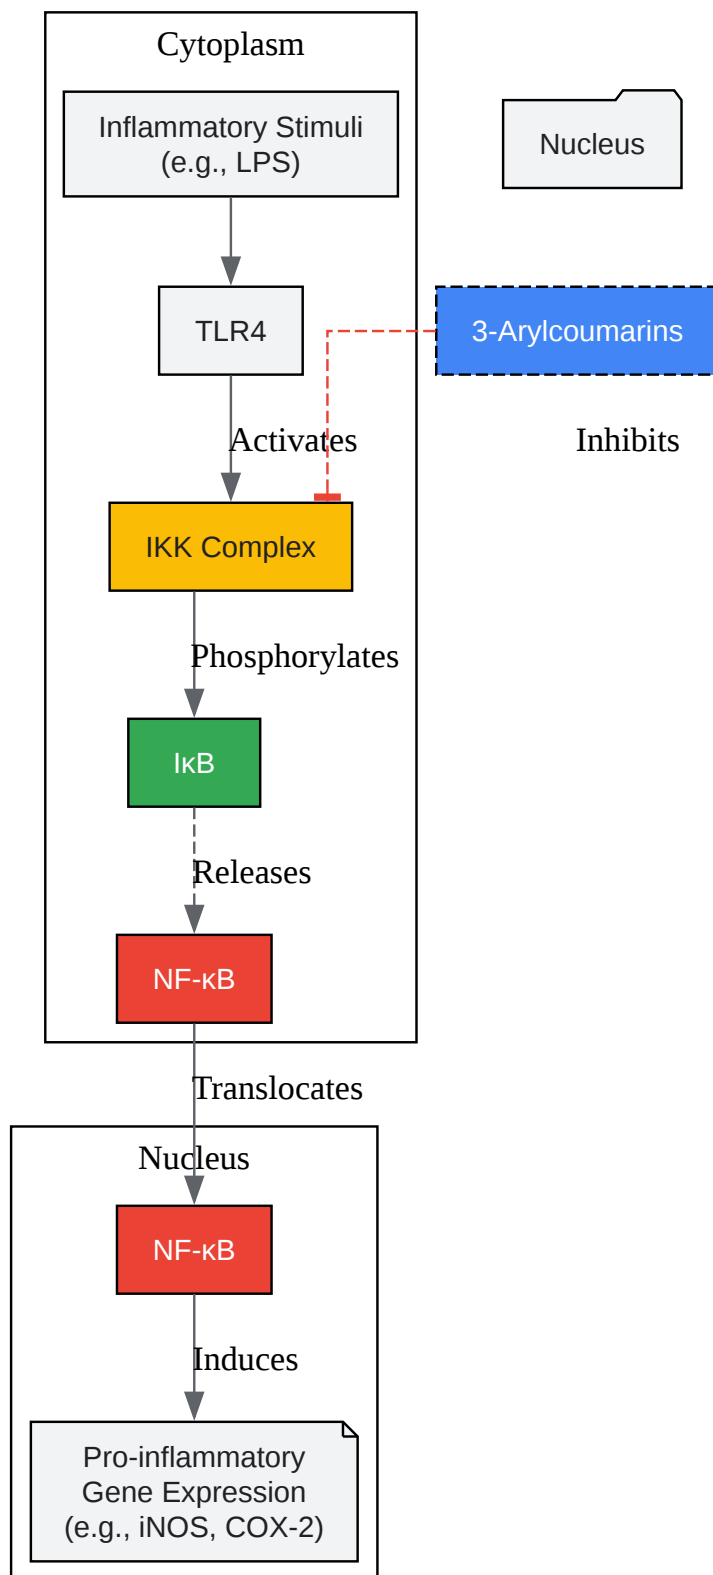 Cytoplasm
Inflammatory Stimuli
(e.g., LPS)
Nucleus
TLR4
3-Arylcoumarins
Activates
Inhibits
IKK Complex
Phosphorylates
IκB
Releases
NF-κB
Translocates
Nucleus
NF-κB
Induces
Pro-inflammatory
Gene Expression
(e.g., iNOS, COX-2)